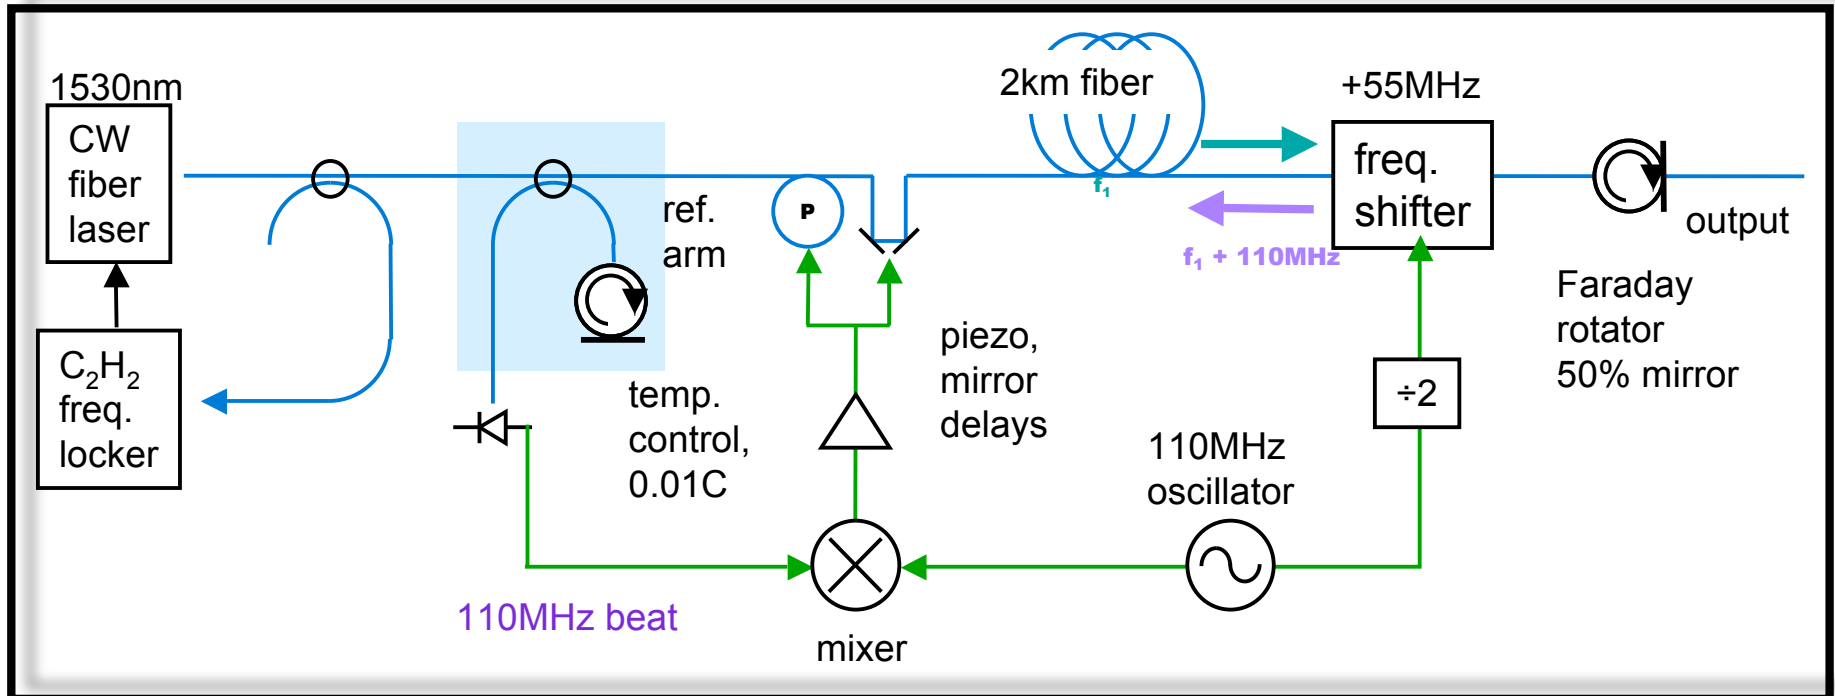 1530nm
CW
fiber
laser
C₂H₂
freq.
locker
ref.
arm
temp.
control,
0.01C
P
piezo,
mirror
delays
2km fiber
f₁
f₁ + 110MHz
+55MHz
freq.
shifter
output
Faraday
rotator
50% mirror
÷2
110MHz
oscillator
110MHz beat
mixer